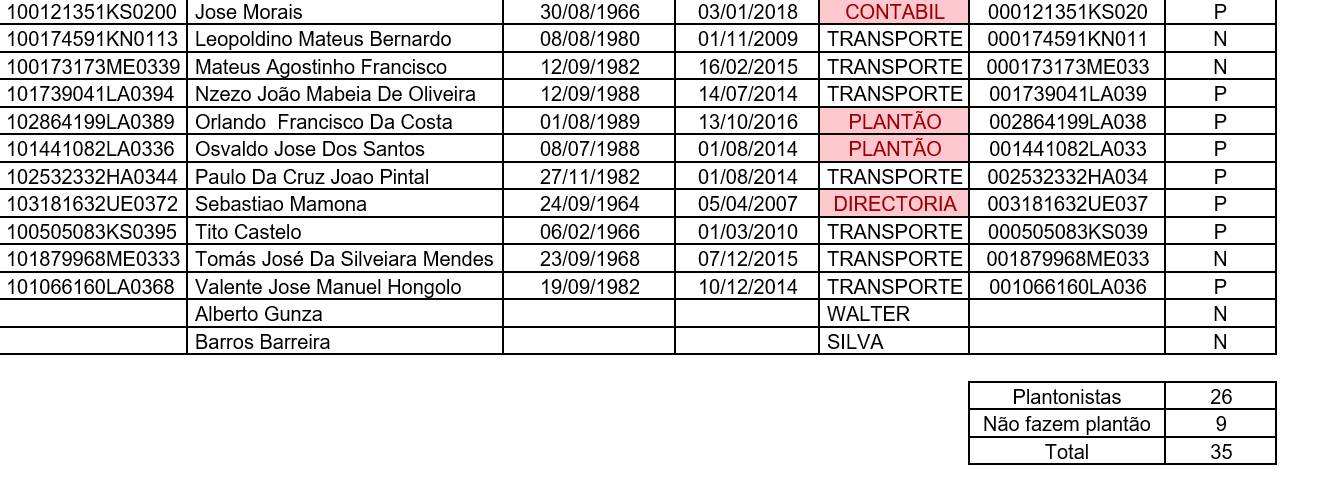 100121351KS0200 Jose Morais 30/08/1966 03/01/2018 CONTABIL 000121351KS020 P
100174591KN0113 Leopoldino Mateus Bernardo 08/08/1980 01/11/2009 TRANSPORTE 000174591KN011 N
100173173ME0339 Mateus Agostinho Francisco 12/09/1982 16/02/2015 TRANSPORTE 000173173ME033 N
101739041LA0394 Nzezo João Mabeia De Oliveira 12/09/1988 14/07/2014 TRANSPORTE 001739041LA039 P
102864199LA0389 Orlando  Francisco Da Costa 01/08/1989 13/10/2016 PLANTÃO 002864199LA038 P
101441082LA0336 Osvaldo Jose Dos Santos 08/07/1988 01/08/2014 PLANTÃO 001441082LA033 P
102532332HA0344 Paulo Da Cruz Joao Pintal 27/11/1982 01/08/2014 TRANSPORTE 002532332HA034 P
103181632UE0372 Sebastiao Mamona 24/09/1964 05/04/2007 DIRECTORIA 003181632UE037 P
100505083KS0395 Tito Castelo 06/02/1966 01/03/2010 TRANSPORTE 000505083KS039 P
101879968ME0333 Tomás José Da Silveiara Mendes 23/09/1968 07/12/2015 TRANSPORTE 001879968ME033 N
101066160LA0368 Valente Jose Manuel Hongolo 19/09/1982 10/12/2014 TRANSPORTE 001066160LA036 P
Alberto Gunza WALTER N
Barros Barreira SILVA N
Plantonistas 26
Não fazem plantão 9
Total 35